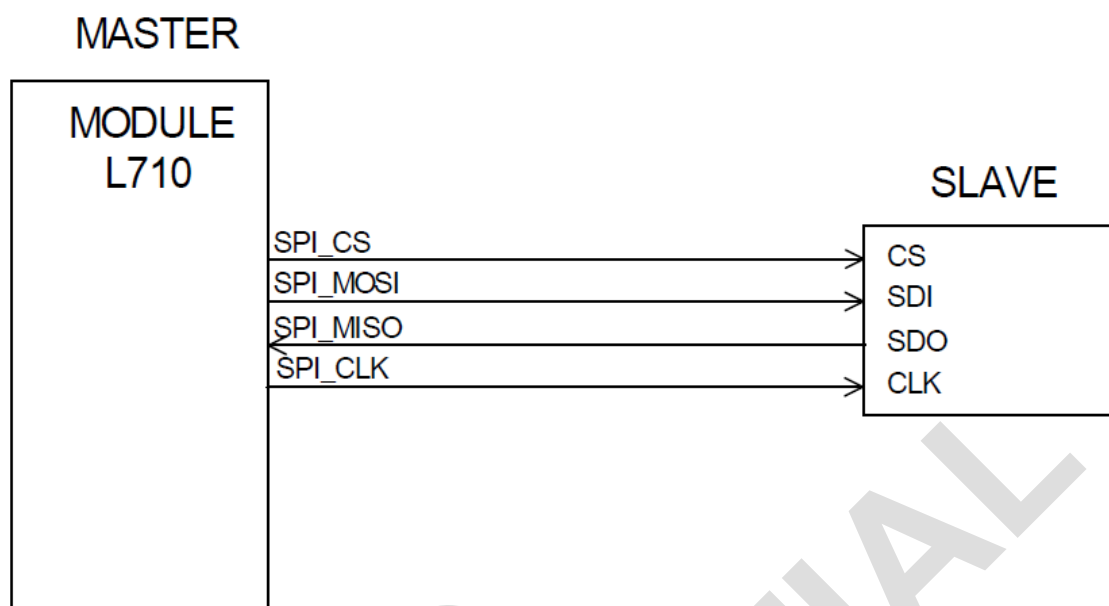 MASTER
MODULE
L710
SLAVE
SPI_CS
CS
SPI_MOSI
SDI
SPI_MISO
SDO
SPI_CLK
CLK